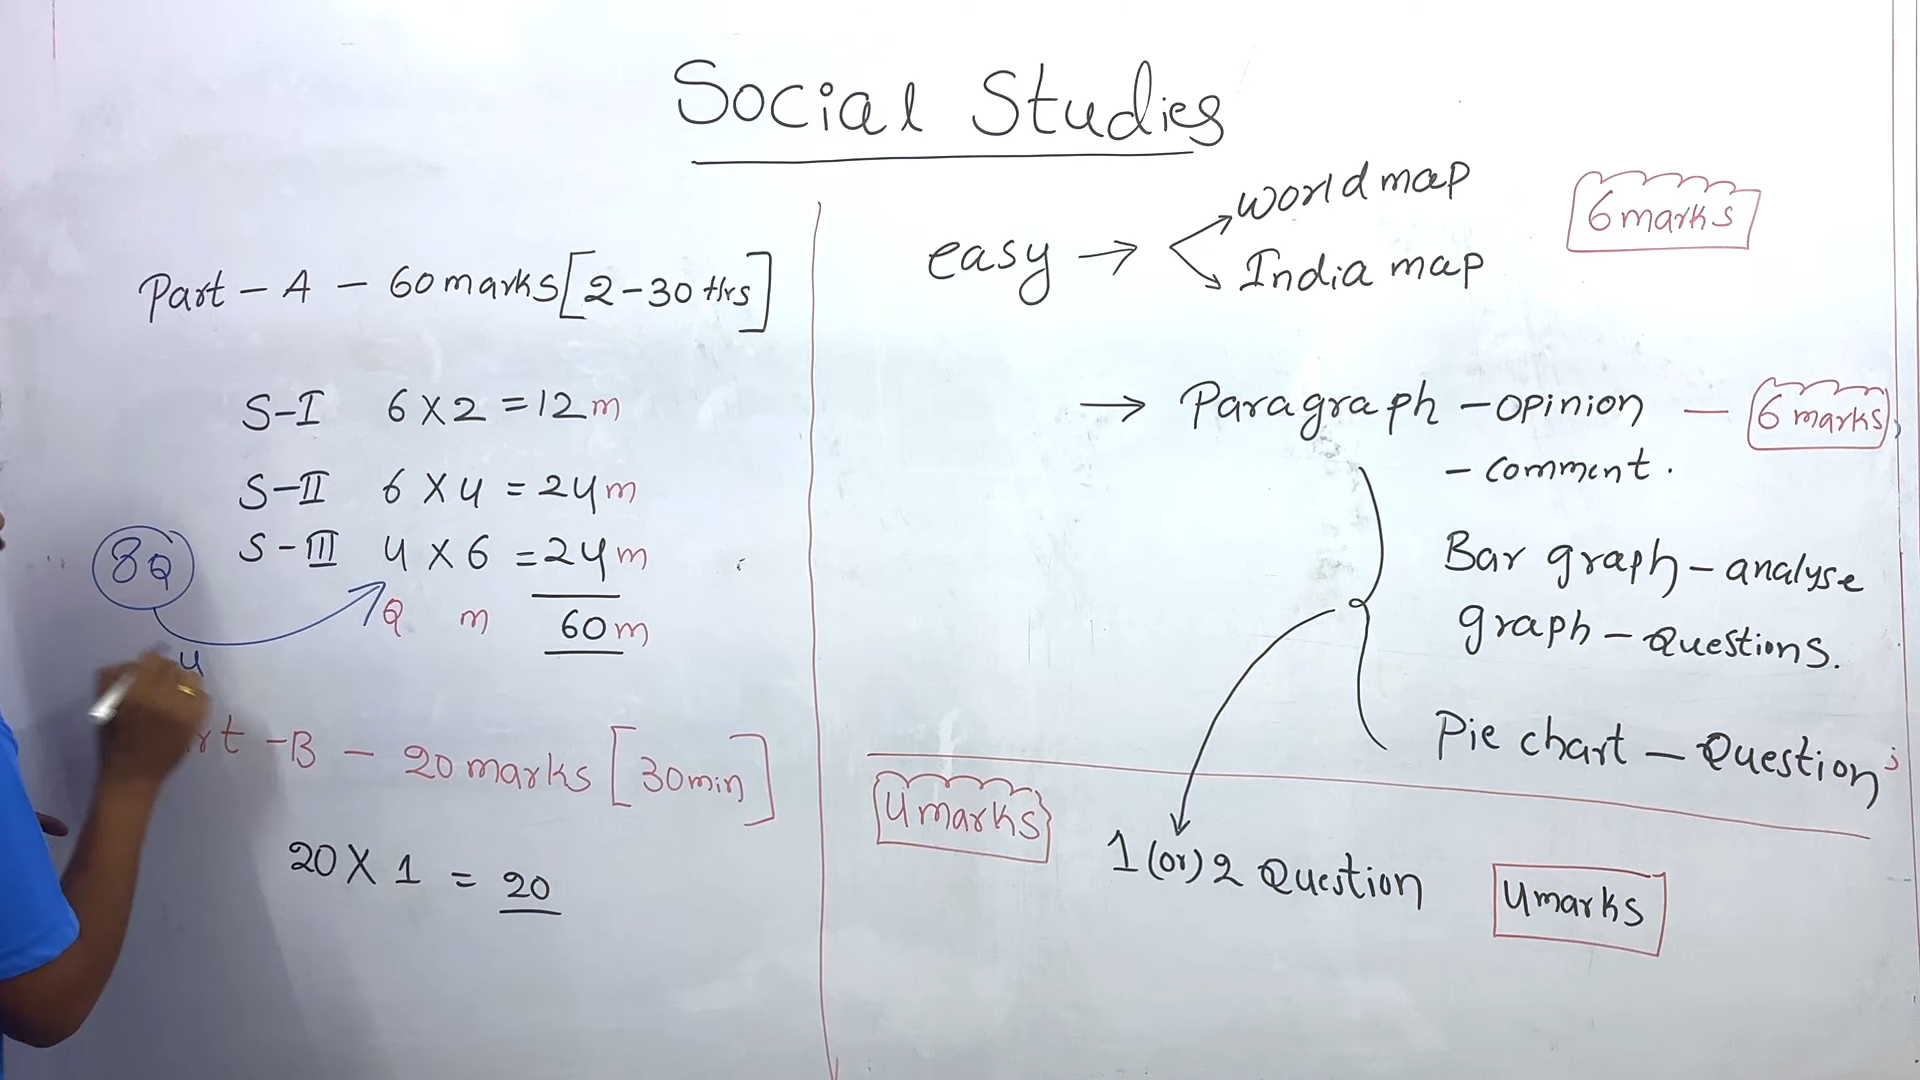 Social Studies
Part - A - 60 marks [2-30 Hrs]
S-I 6 X 2 = 12 m
S-II 6 X 4 = 24 m
S-III 4 X 6 = 24 m
8Q
Q m 60 m
4
rt - B - 20 marks [30 min]
20 X 1 = 20
easy → world map
India map
6 marks
→ Paragraph - opinion - 6 marks
- comment.
Bar graph - analyse
graph - Questions.
Pie chart - Question
4 marks
1 (or) 2 Question
4 marks